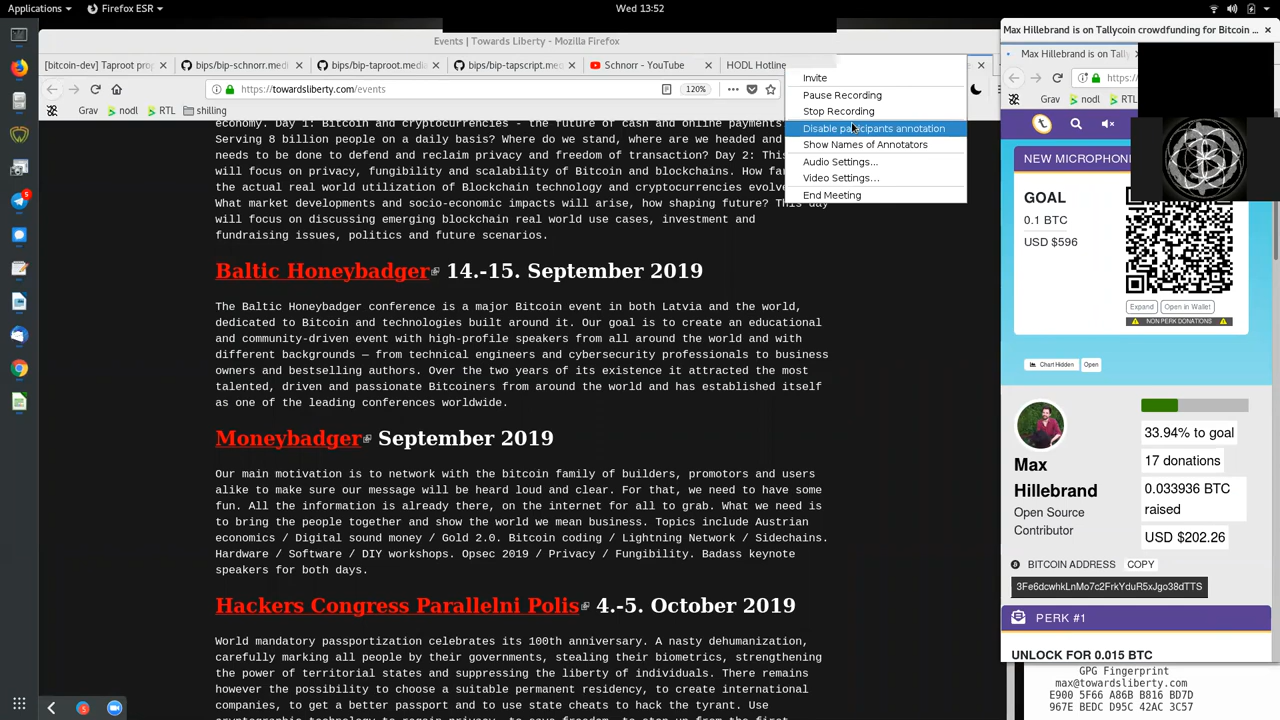 Applications
Firefox ESR
Wed 13:52
Events | Towards Liberty - Mozilla Firefox
Max Hillebrand is on Tallycoin crowdfunding for Bitcoin ...
[bitcoin-dev] Taproot prop
bips/bip-schnorr.med
bips/bip-taproot.media
bips/bip-tapscript.med
Schnorr - YouTube
HODL Hotline
Max Hillebrand is on Tally
https://towardsliberty.com/events
120%
https://
Grav
nodl
RTL
shilling
Grav
nodl
RTL
Invite
Pause Recording
Stop Recording
Disable participants annotation
Show Names of Annotators
Audio Settings...
Video Settings...
End Meeting
economy. Day 1: Bitcoin and cryptocurrencies - the future of cash and online payments
Serving 8 billion people on a daily basis? Where do we stand, where are we headed and
needs to be done to defend and reclaim privacy and freedom of transaction? Day 2: This
will focus on privacy, fungibility and scalability of Bitcoin and blockchains. How far
the actual real world utilization of Blockchain technology and cryptocurrencies
What market developments and socio-economic impacts will arise, how shaping future? This day
will focus on discussing emerging blockchain real world use cases, investment and
fundraising issues, politics and future scenarios.
Baltic Honeybadger 14.-15. September 2019
The Baltic Honeybadger conference is a major Bitcoin event in both Latvia and the world,
dedicated to Bitcoin and technologies built around it. Our goal is to create an educational
and community-driven event with high-profile speakers from all around the world and with
different backgrounds — from technical engineers and cybersecurity professionals to business
owners and bestselling authors. Over the two years of its existence it attracted the most
talented, driven and passionate Bitcoiners from around the world and has established itself
as one of the leading conferences worldwide.
Moneybadger September 2019
Our main motivation is to network with the bitcoin family of builders, promotors and users
alike to make sure our message will be heard loud and clear. For that, we need to have some
fun. All the information is already there, on the internet for all to grab. What we need is
to bring the people together and show the world we mean business. Topics include Austrian
economics / Digital sound money / Gold 2.0. Bitcoin coding / Lightning Network / Sidechains.
Hardware / Software / DIY workshops. Opsec 2019 / Privacy / Fungibility. Badass keynote
speakers for both days.
Hackers Congress Parallelni Polis 4.-5. October 2019
World mandatory passportization celebrates its 100th anniversary. A nasty dehumanization,
carefully marking all people by their governments, stealing their biometrics, strengthening
the power of territorial states and suppressing the liberty of individuals. There remains
however the possibility to choose a suitable permanent residency, to create international
companies, to get a better passport and to use state cheats to hack the tyrant. Use
NEW MICROPHONE
GOAL
0.1 BTC
USD $596
Expand
Open in Wallet
NON PERK DONATIONS
Chart Hidden
Open
Max
Hillebrand
Open Source
Contributor
33.94% to goal
17 donations
0.033936 BTC
raised
USD $202.26
BITCOIN ADDRESS COPY
3Fe6dcwhkLnMo7c2FrkYduR5xJgo38dTTS
PERK #1
UNLOCK FOR 0.015 BTC
GPG Fingerprint
max@towardsliberty.com
E900 5F66 A86B B816 BD7D
967E BEDC D95C 42AC 3C57
5
5